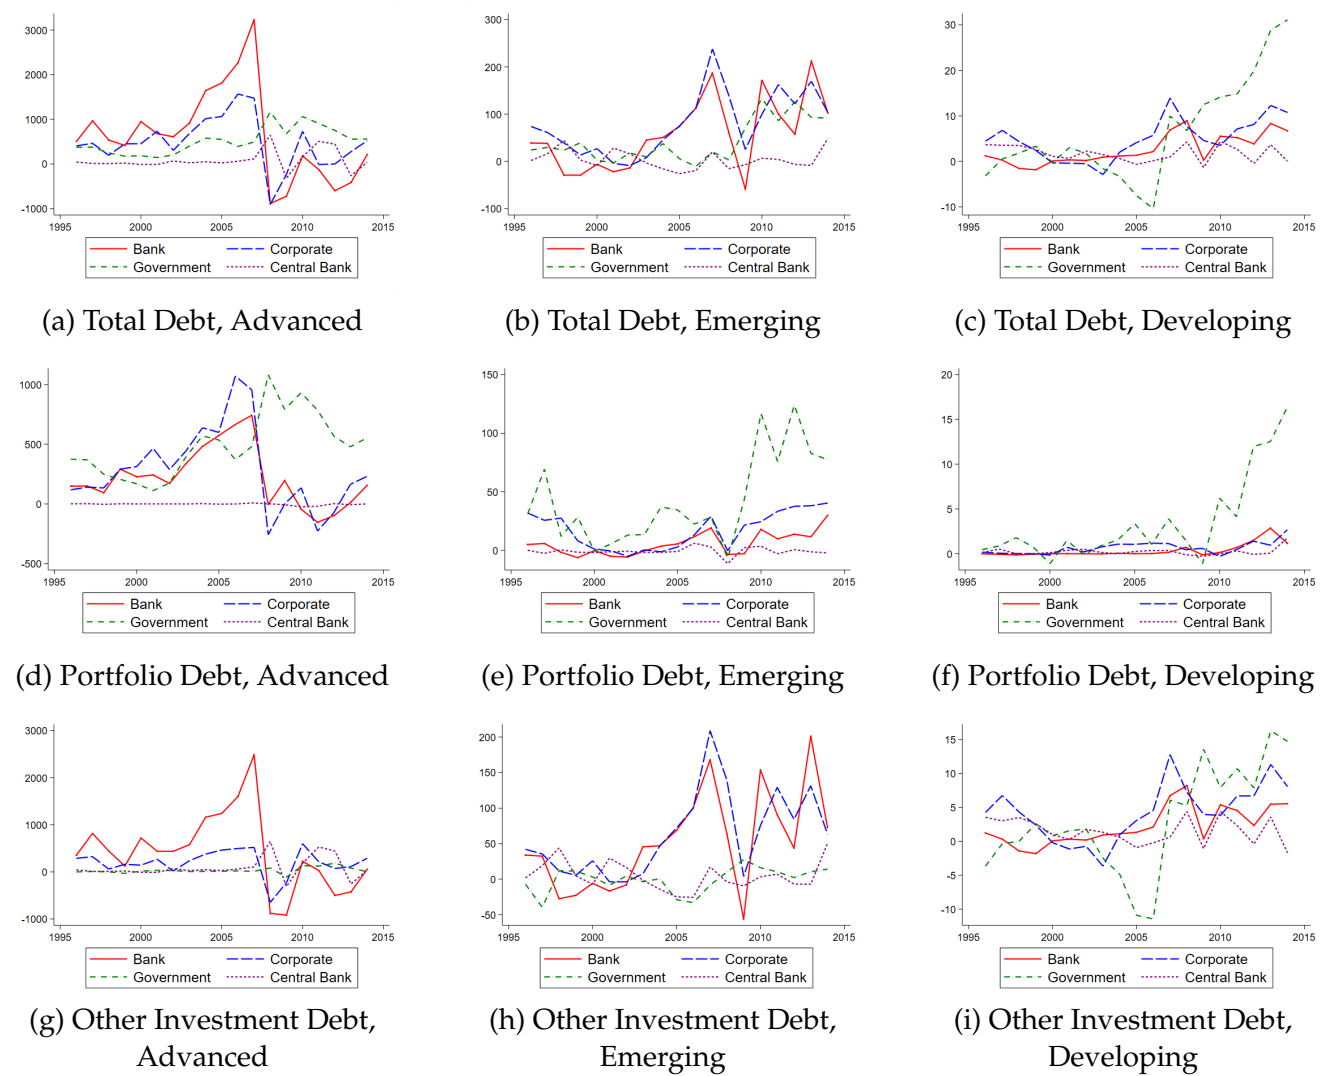 3000
2000
1000
0
-1000
1995 2000 2005 2010 2015
Bank Corporate
Government Central Bank
(a) Total Debt, Advanced
300
200
100
0
-100
1995 2000 2005 2010 2015
Bank Corporate
Government Central Bank
(b) Total Debt, Emerging
30
20
10
0
-10
1995 2000 2005 2010 2015
Bank Corporate
Government Central Bank
(c) Total Debt, Developing
1000
500
0
-500
1995 2000 2005 2010 2015
Bank Corporate
Government Central Bank
(d) Portfolio Debt, Advanced
150
100
50
0
1995 2000 2005 2010 2015
Bank Corporate
Government Central Bank
(e) Portfolio Debt, Emerging
20
15
10
5
0
1995 2000 2005 2010 2015
Bank Corporate
Government Central Bank
(f) Portfolio Debt, Developing
3000
2000
1000
0
-1000
1995 2000 2005 2010 2015
Bank Corporate
Government Central Bank
(g) Other Investment Debt,
Advanced
200
150
100
50
0
-50
1995 2000 2005 2010 2015
Bank Corporate
Government Central Bank
(h) Other Investment Debt,
Emerging
15
10
5
0
-5
-10
1995 2000 2005 2010 2015
Bank Corporate
Government Central Bank
(i) Other Investment Debt,
Developing